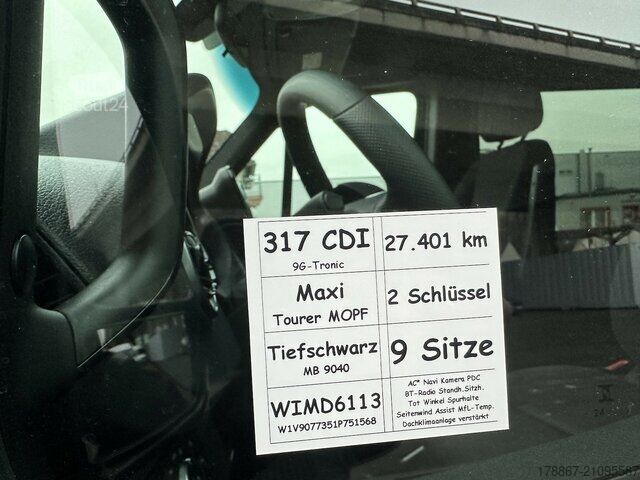 317 CDI
9G-Tronic
27.401 km
Maxi
Tourer MOPF
2 Schlüssel
Tiefschwarz
MB 9040
9 Sitze
WIMD6113
W1V9077351P751568
AC* Navi Kamera PDC
BT-Radio Standh.Sitzh.
Tot Winkel Spurhalte
Seitenwind Assist MfL-Temp.
Dachklimaanlage verstärkt
178867-21095567